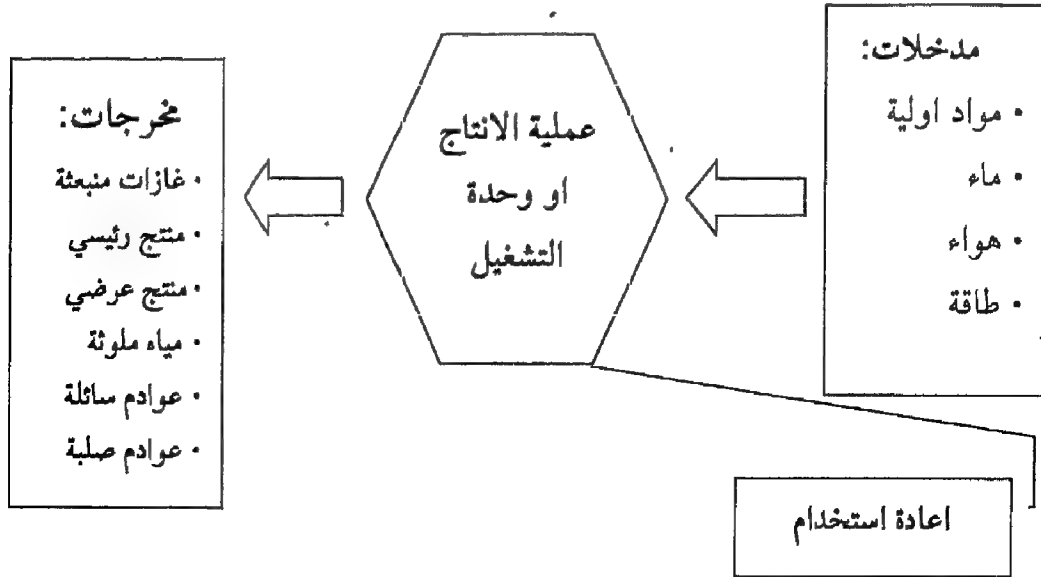 مدخلات:
• مواد اولية
• ماء
• هواء
• طاقة
عملية الانتاج
او وحدة
التشغيل
مخرجات:
• غازات منبعثة
• منتج رئيسي
• منتج عرضي
• مياه ملوثة
• عوادم سائلة
• عوادم صلبة
اعادة استخدام